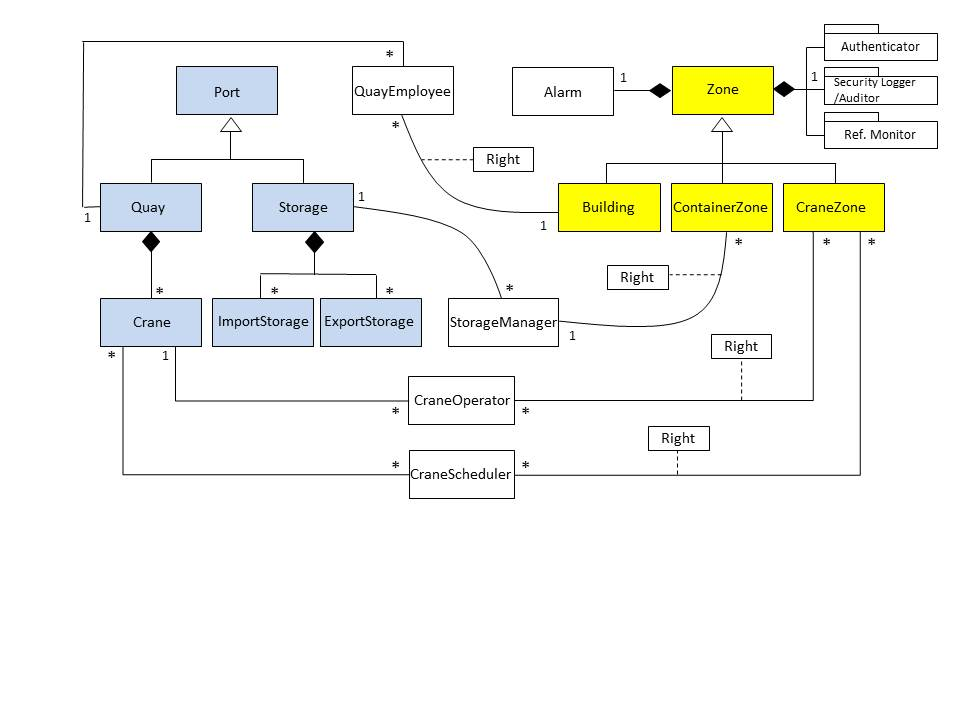 Authenticator
*
1
1
Port
QuayEmployee
Alarm
Zone
Security Logger
/Auditor
*
Ref. Monitor
Right
1
Quay
Storage
1
Building
ContainerZone
CraneZone
1
*
*
*
Right
*
*
*
*
Crane
ImportStorage
ExportStorage
StorageManager
1
*
1
Right
CraneOperator
*
*
Right
*
*
CraneScheduler